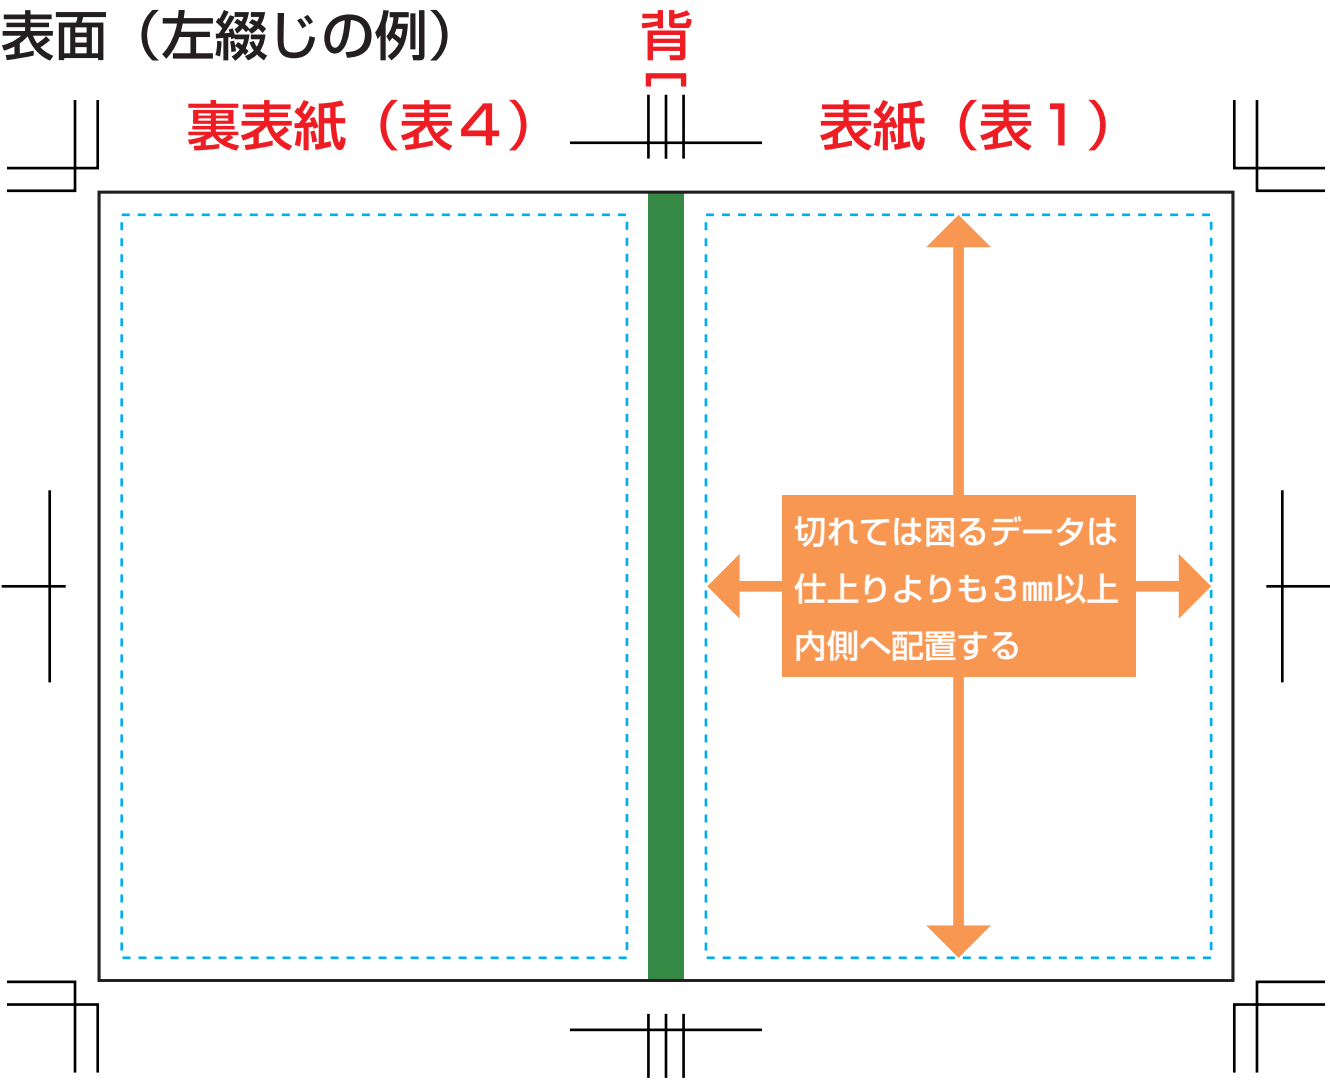 表面（左綴じの例）
背
裏表紙（表４）
表紙（表１）
切れては困るデータは
仕上りよりも３㎜以上
内側へ配置する